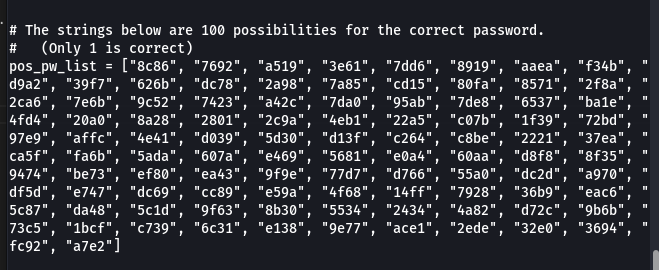 # The strings below are 100 possibilities for the correct password.
#   (Only 1 is correct)
pos_pw_list = ["8c86", "7692", "a519", "3e61", "7dd6", "8919", "aaea", "f34b", "
d9a2", "39f7", "626b", "dc78", "2a98", "7a85", "cd15", "80fa", "8571", "2f8a", "
2ca6", "7e6b", "9c52", "7423", "a42c", "7da0", "95ab", "7de8", "6537", "ba1e", "
4fd4", "20a0", "8a28", "2801", "2c9a", "4eb1", "22a5", "c07b", "1f39", "72bd", "
97e9", "affc", "4e41", "d039", "5d30", "d13f", "c264", "c8be", "2221", "37ea", "
ca5f", "fa6b", "5ada", "607a", "e469", "5681", "e0a4", "60aa", "d8f8", "8f35", "
9474", "be73", "ef80", "ea43", "9f9e", "77d7", "d766", "55a0", "dc2d", "a970", "
df5d", "e747", "dc69", "cc89", "e59a", "4f68", "14ff", "7928", "36b9", "eac6", "
5c87", "da48", "5c1d", "9f63", "8b30", "5534", "2434", "4a82", "d72c", "9b6b", "
73c5", "1bcf", "c739", "6c31", "e138", "9e77", "ace1", "2ede", "32e0", "3694", "
fc92", "a7e2"]